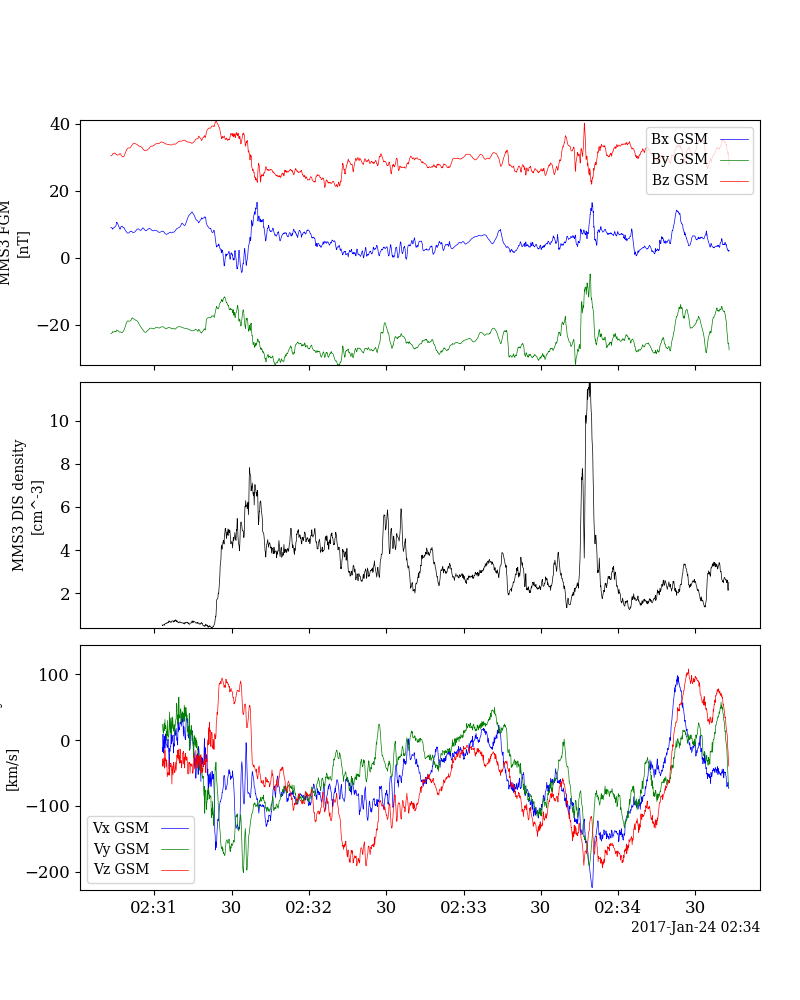 40
20
0
−20
MMS3 FGM
[nT]
Bx GSM
By GSM
Bz GSM
10
8
6
4
2
MMS3 DIS density
[cm^-3]
100
0
−100
−200
[km/s]
Vx GSM
Vy GSM
Vz GSM
02:31
30
02:32
30
02:33
30
02:34
30
2017-Jan-24 02:34